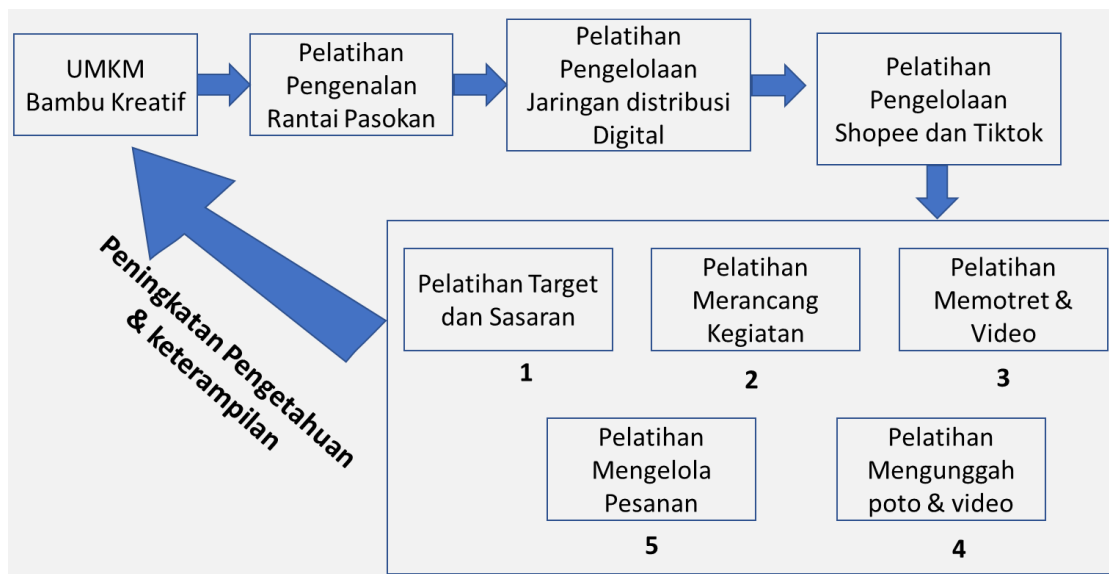 UMKM
Bambu Kreatif
Pelatihan
Pengenalan
Rantai Pasokan
Pelatihan
Pengelolaan
Jaringan distribusi
Digital
Pelatihan
Pengelolaan
Shopee dan Tiktok
Pelatihan Target
dan Sasaran
1
Pelatihan
Merancang
Kegiatan
2
Pelatihan
Memotret &
Video
3
Pelatihan
Mengunggah
poto & video
4
Pelatihan
Mengelola
Pesanan
5
Peningkatan Pengetahuan
& keterampilan